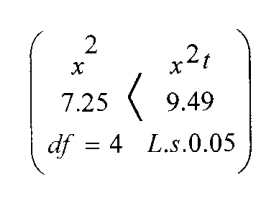 x² x²t
7.25 < 9.49
df = 4 L.s.0.05